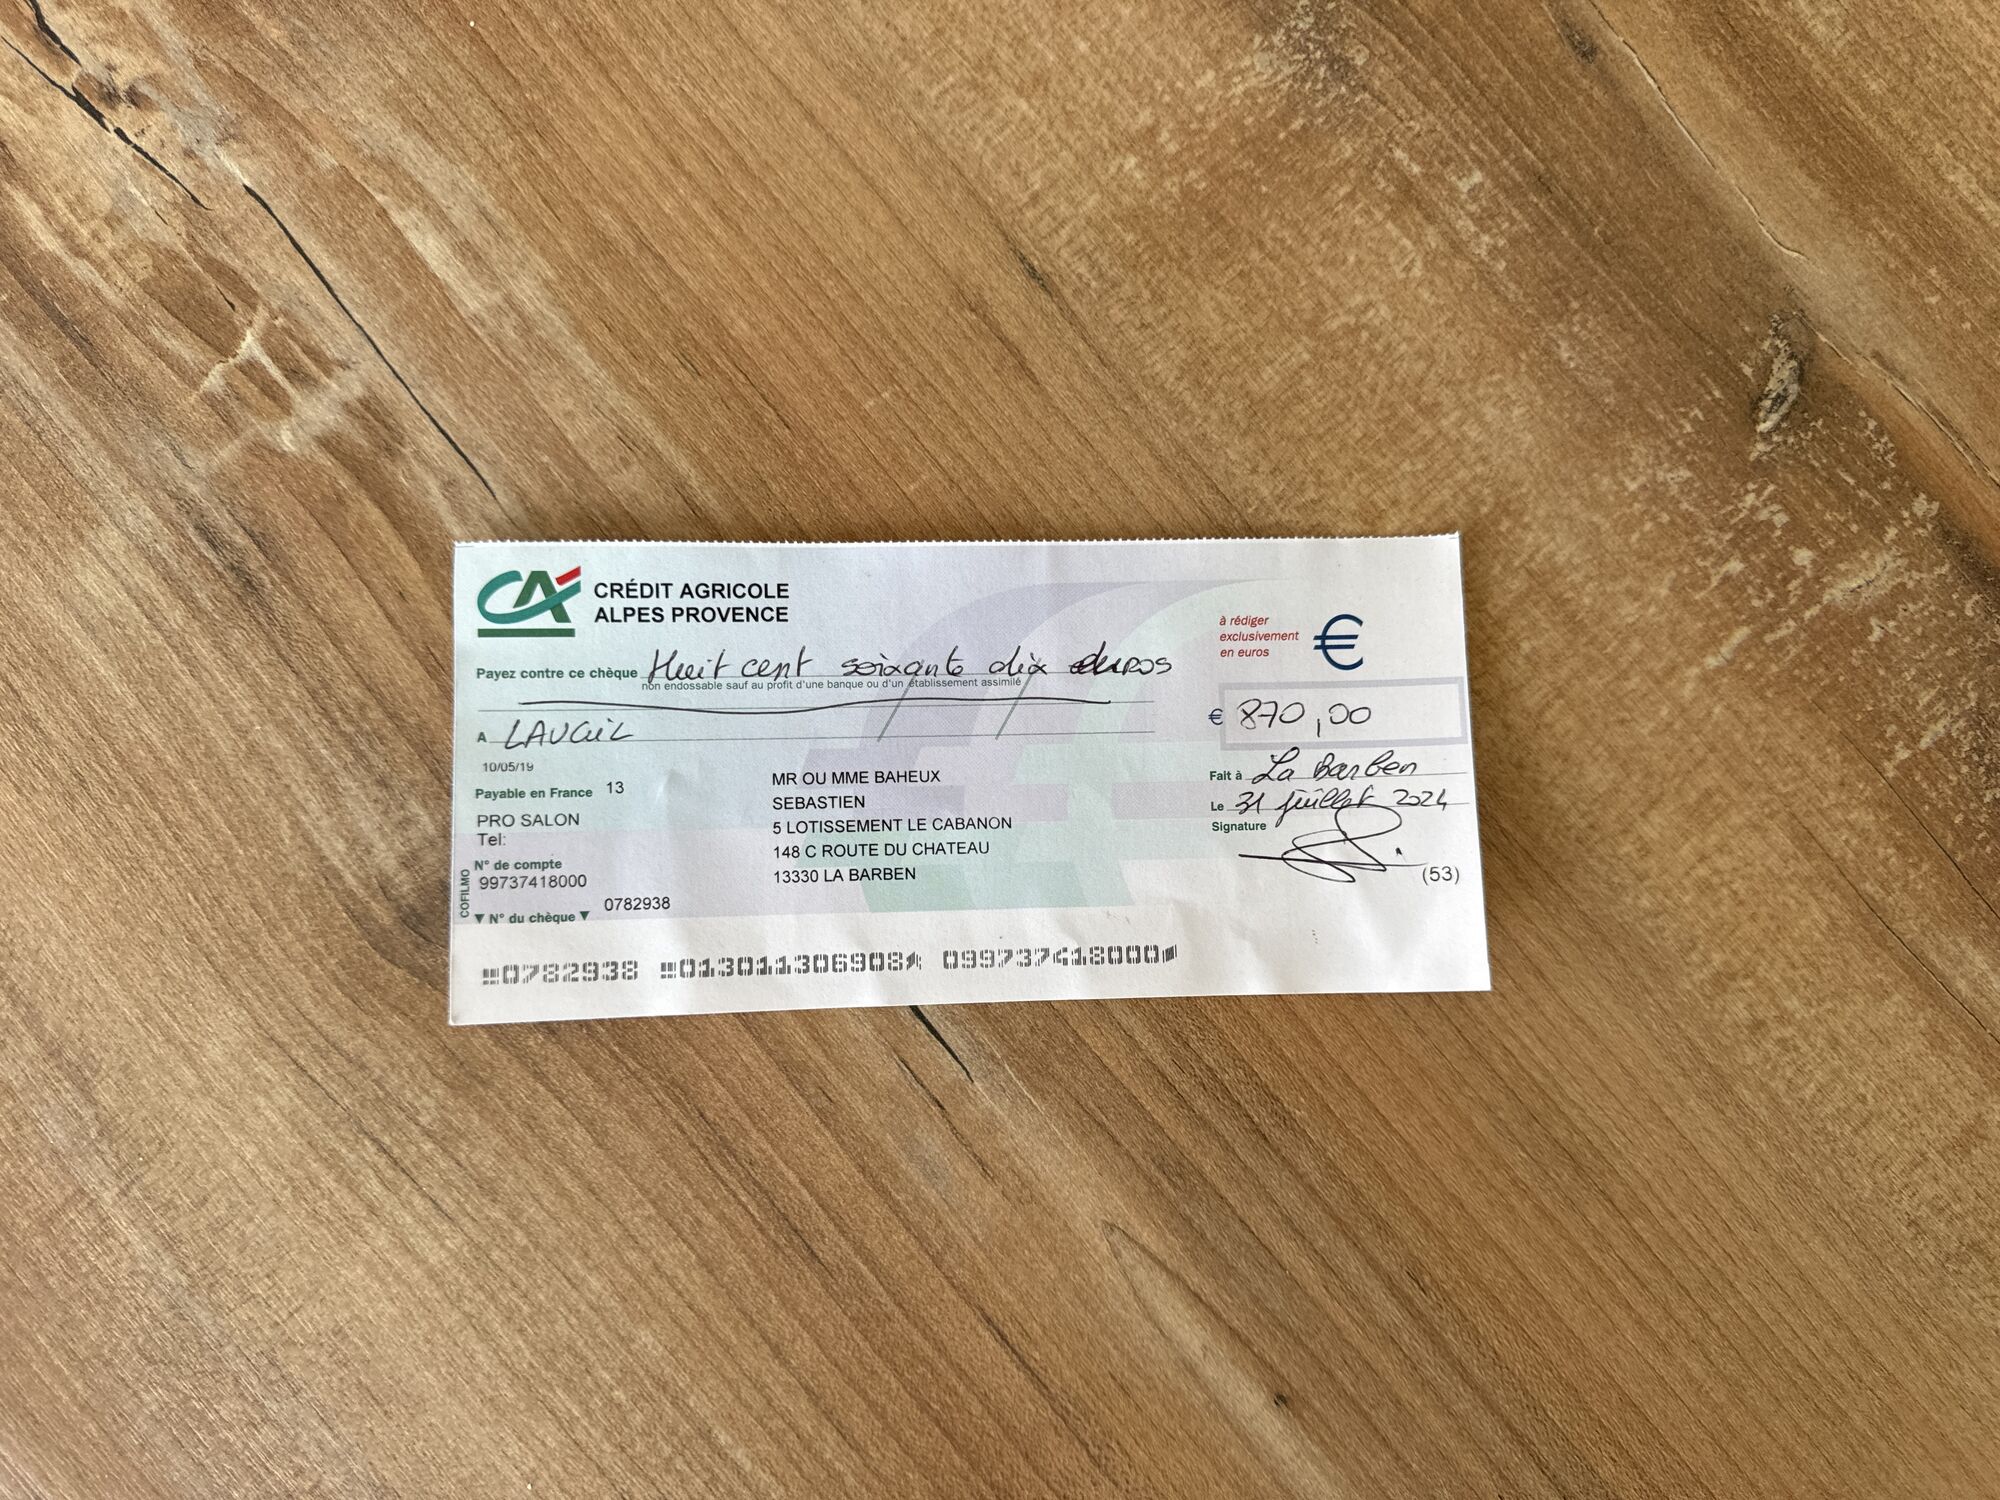 CRÉDIT AGRICOLE
ALPES PROVENCE
à rédiger
exclusivement
en euros
€
Payez contre ce chèque Huit cent soixante dix euros
non endossable sauf au profit d'une banque ou d'un établissement assimilé
€ 870,00
A LAUGIL
10/05/19
Payable en France 13
PRO SALON
Tel:
N° de compte
99737418000
COFILMO
▼ N° du chèque ▼ 0782938
MR OU MME BAHEUX
SEBASTIEN
5 LOTISSEMENT LE CABANON
148 C ROUTE DU CHATEAU
13330 LA BARBEN
Fait à La Barben
Le 31 juillet 2024
Signature
(53)
0782938 013011306908 099737418000